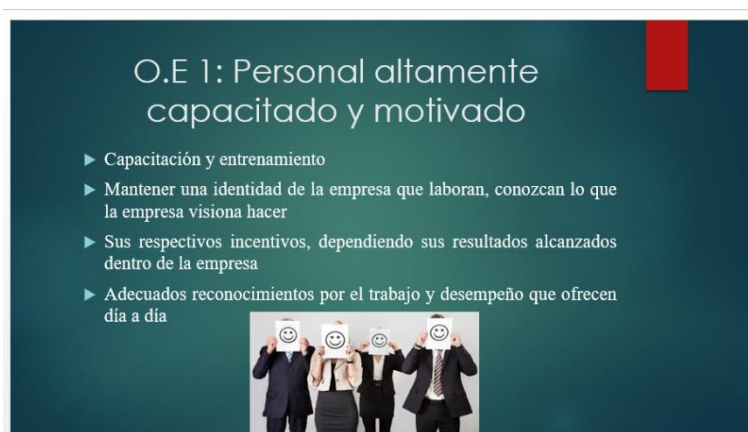 O.E 1: Personal altamente
capacitado y motivado
Capacitación y entrenamiento
Mantener una identidad de la empresa que laboran, conozcan lo que
la empresa visiona hacer
Sus respectivos incentivos, dependiendo sus resultados alcanzados
dentro de la empresa
Adecuados reconocimientos por el trabajo y desempeño que ofrecen
día a día